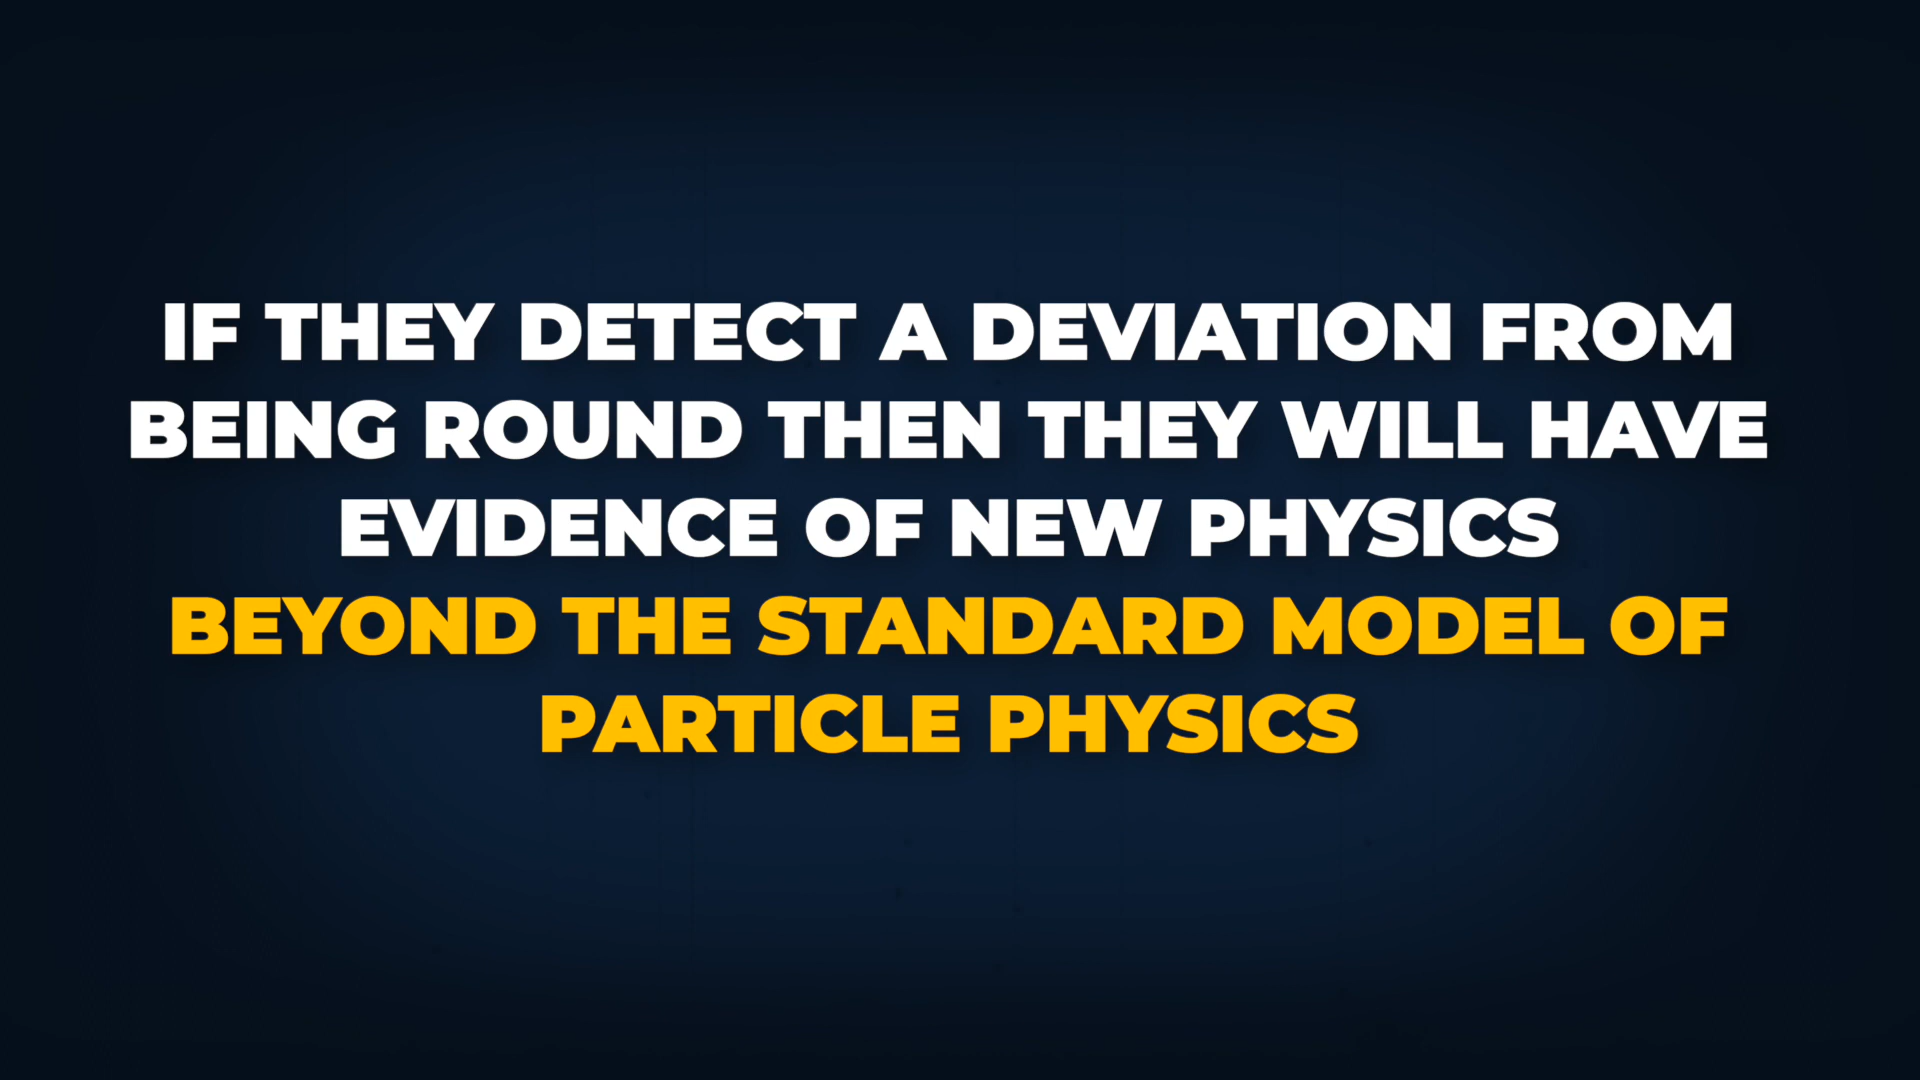 IF THEY DETECT A DEVIATION FROM
BEING ROUND THEN THEY WILL HAVE
EVIDENCE OF NEW PHYSICS
BEYOND THE STANDARD MODEL OF
PARTICLE PHYSICS